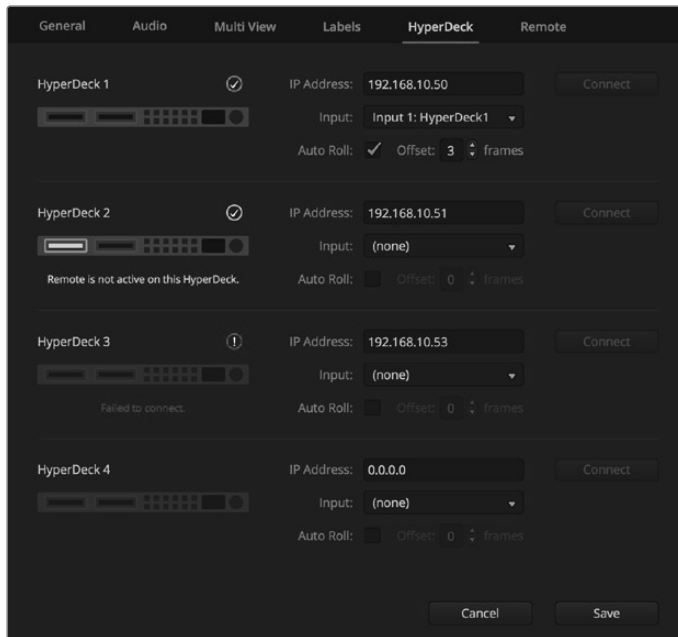 General Audio Multi View Labels HyperDeck Remote
HyperDeck 1 IP Address: 192.168.10.50 Connect
Input: Input 1: HyperDeck1
Auto Roll: Offset: 3 frames
HyperDeck 2 IP Address: 192.168.10.51 Connect
Input: (none)
Remote is not active on this HyperDeck. Auto Roll: Offset: 0 frames
HyperDeck 3 IP Address: 192.168.10.53 Connect
Input: (none)
Failed to connect. Auto Roll: Offset: 0 frames
HyperDeck 4 IP Address: 0.0.0.0 Connect
Input: (none)
Auto Roll: Offset: 0 frames
Cancel Save